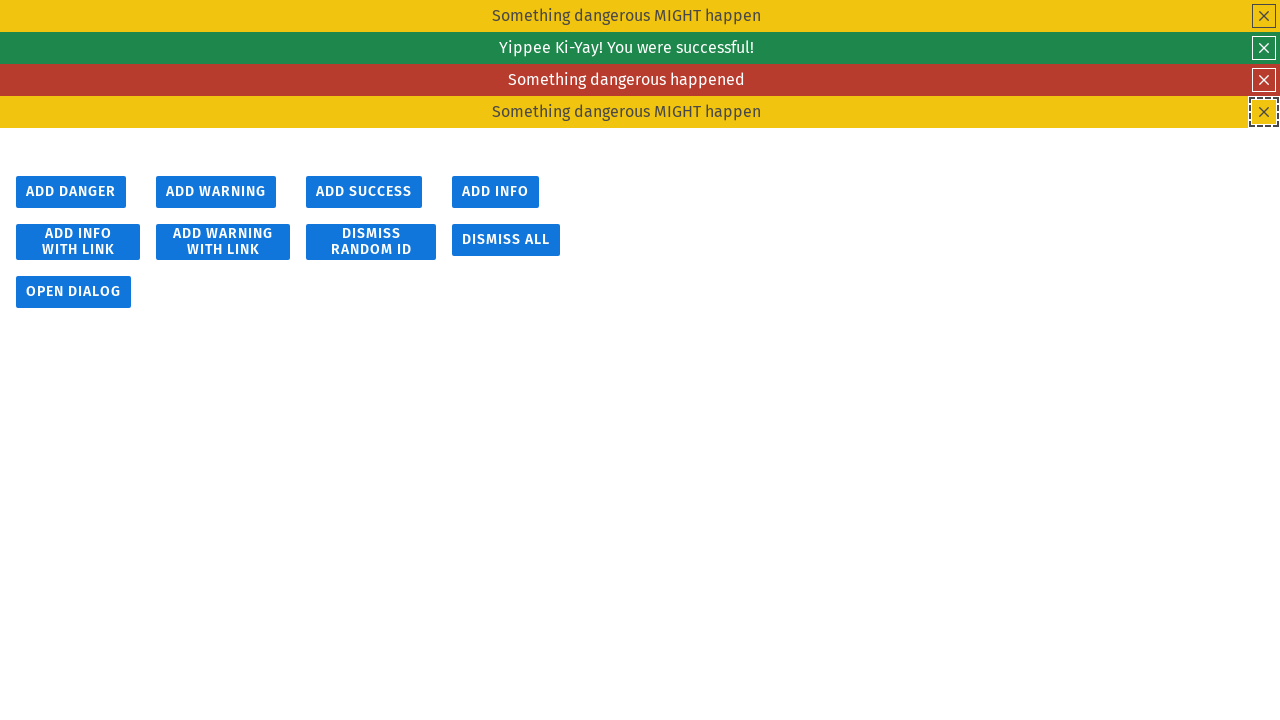 Something dangerous MIGHT happen
Yippee Ki-Yay! You were successful!
Something dangerous happened
Something dangerous MIGHT happen
ADD DANGER
ADD WARNING
ADD SUCCESS
ADD INFO
ADD INFO
WITH LINK
ADD WARNING
WITH LINK
DISMISS
RANDOM ID
DISMISS ALL
OPEN DIALOG